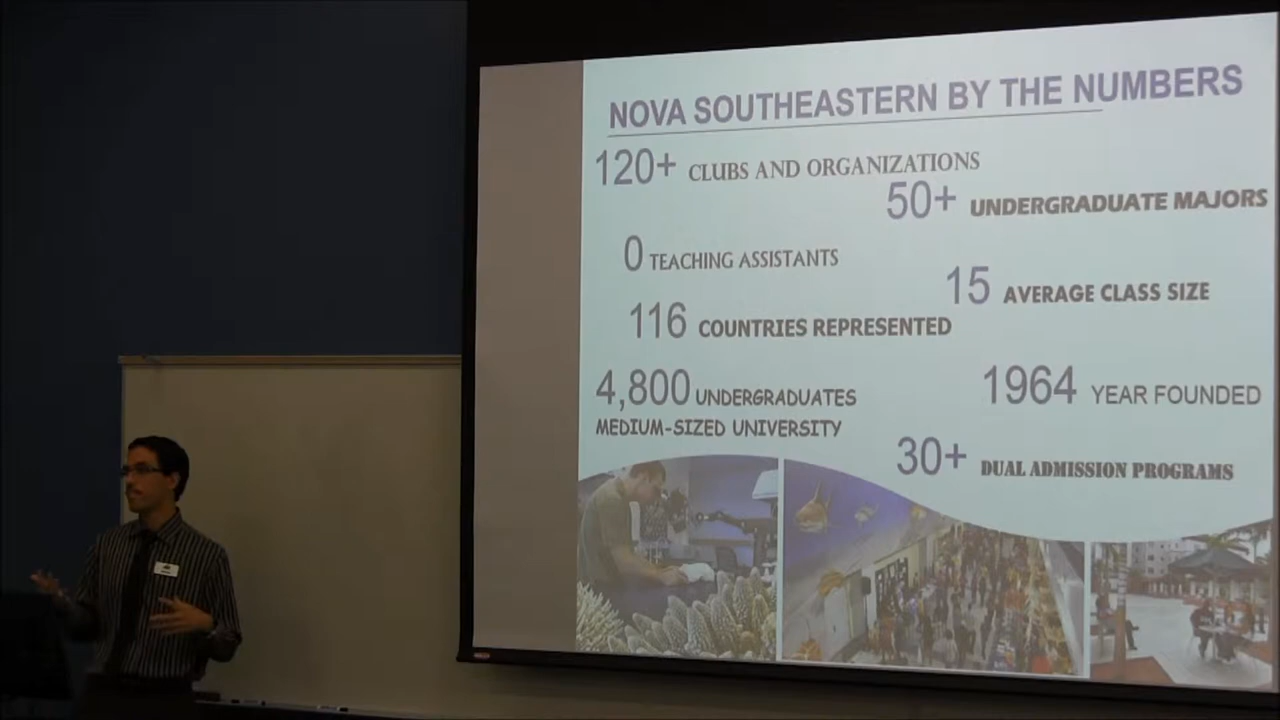 NOVA SOUTHEASTERN BY THE NUMBERS
120+ CLUBS AND ORGANIZATIONS
50+ UNDERGRADUATE MAJORS
0 TEACHING ASSISTANTS
15 AVERAGE CLASS SIZE
116 COUNTRIES REPRESENTED
4,800 UNDERGRADUATES
MEDIUM-SIZED UNIVERSITY
1964 YEAR FOUNDED
30+ DUAL ADMISSION PROGRAMS